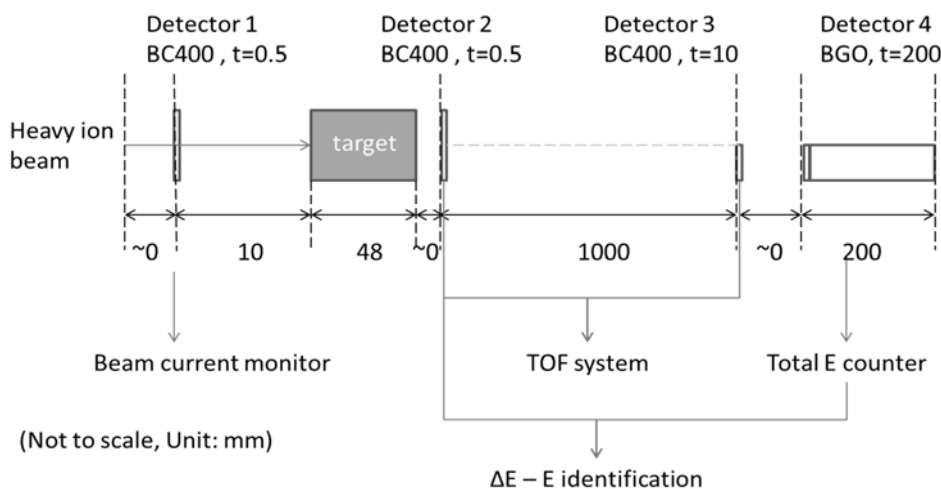 Detector 1
BC400 , t=0.5
Detector 2
BC400 , t=0.5
Detector 3
BC400 , t=10
Detector 4
BGO, t=200
Heavy ion
beam
target
~0
10
48
~0
1000
~0
200
Beam current monitor
TOF system
Total E counter
(Not to scale, Unit: mm)
ΔE – E identification